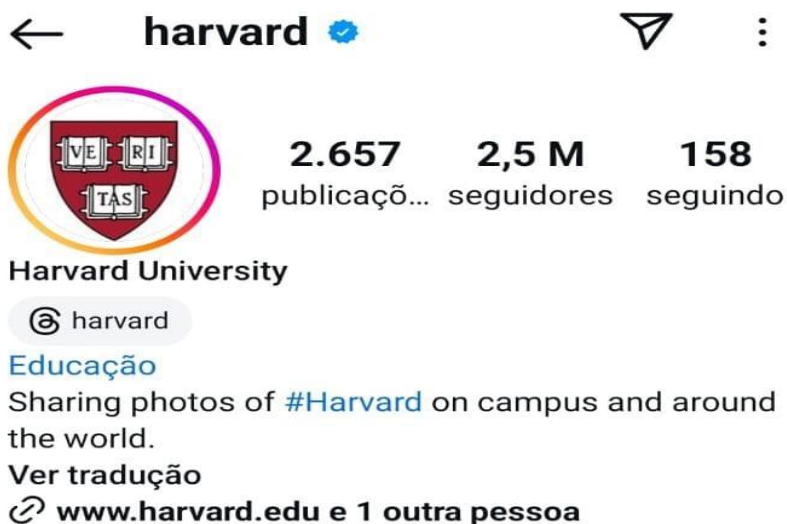 harvard
VE RI
TAS
2.657 2,5 M 158
publicaçõ... seguidores seguindo
Harvard University
harvard
Educação
Sharing photos of #Harvard on campus and around
the world.
Ver tradução
www.harvard.edu e 1 outra pessoa